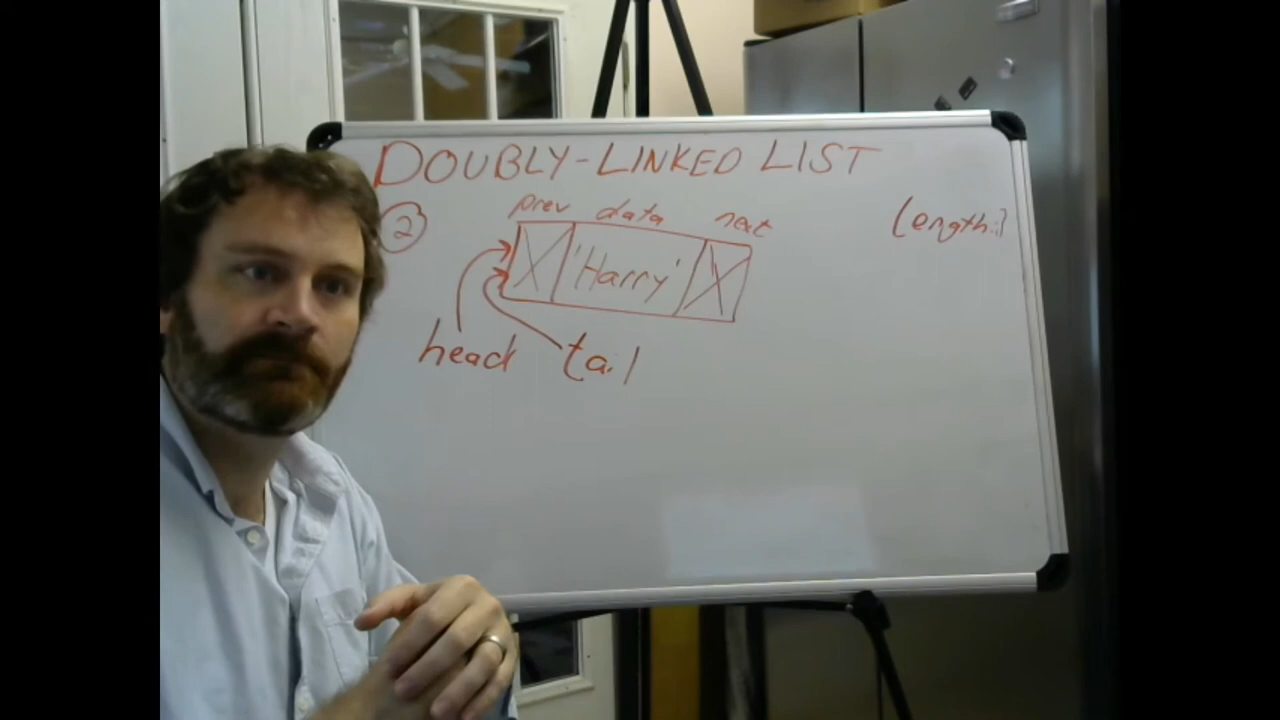 DOUBLY-LINKED LIST
2 prev data next length:
'Harry'
head tail